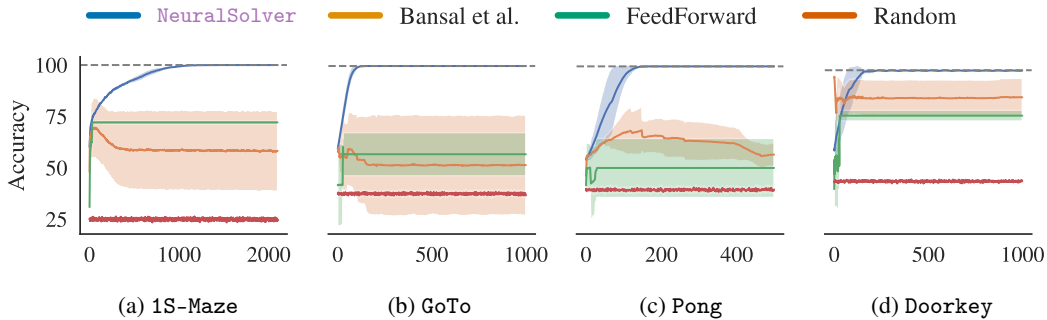 NeuralSolver Bansal et al. FeedForward Random
Accuracy
100
75
50
25
0 1000 2000
0 500 1000
0 200 400
0 500 1000
(a) 1S-Maze
(b) GoTo
(c) Pong
(d) Doorkey